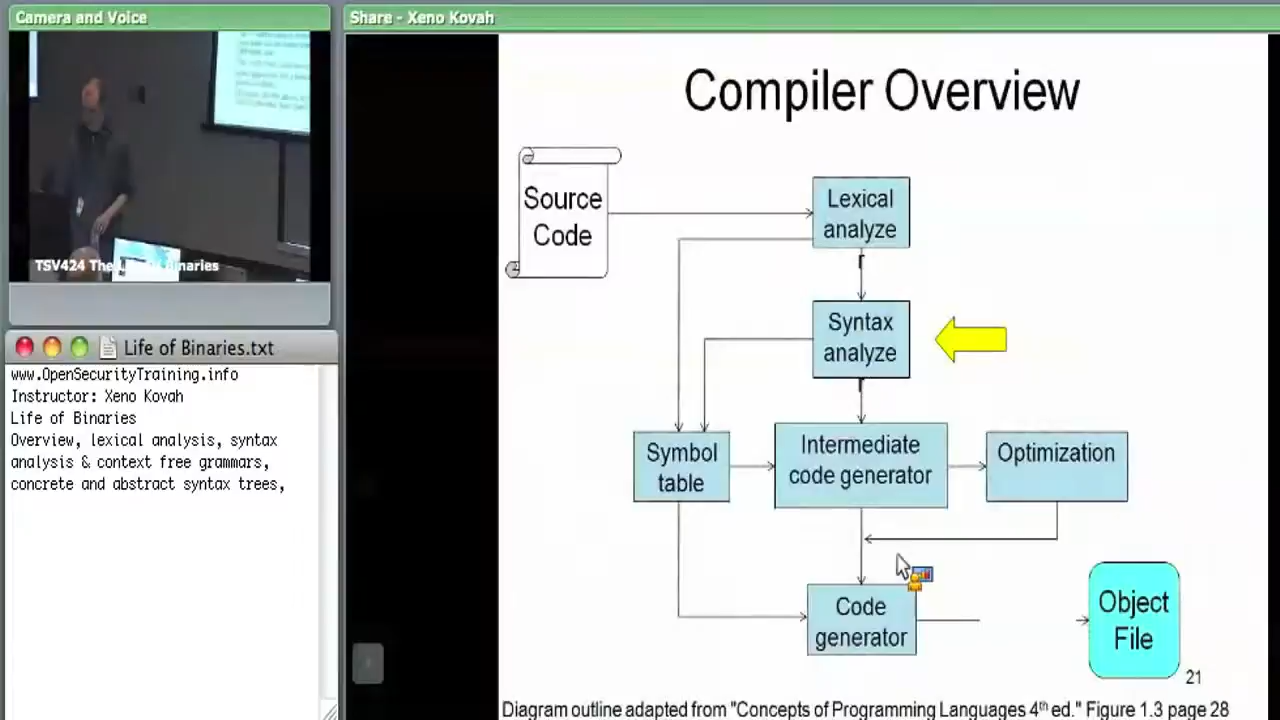 Camera and Voice
TSV424 The Li
inaries
Life of Binaries.txt
www.OpenSecurityTraining.info
Instructor: Xeno Kovah
Life of Binaries
Overview, lexical analysis, syntax
analysis & context free grammars,
concrete and abstract syntax trees,
Share - Xeno Kovah
Compiler Overview
Source
Code
Lexical
analyze
r
Syntax
analyze
r
Symbol
table
Intermediate
code generator
Optimization
Code
generator
Object
File
21
Diagram outline adapted from "Concepts of Programming Languages 4th ed." Figure 1.3 page 28